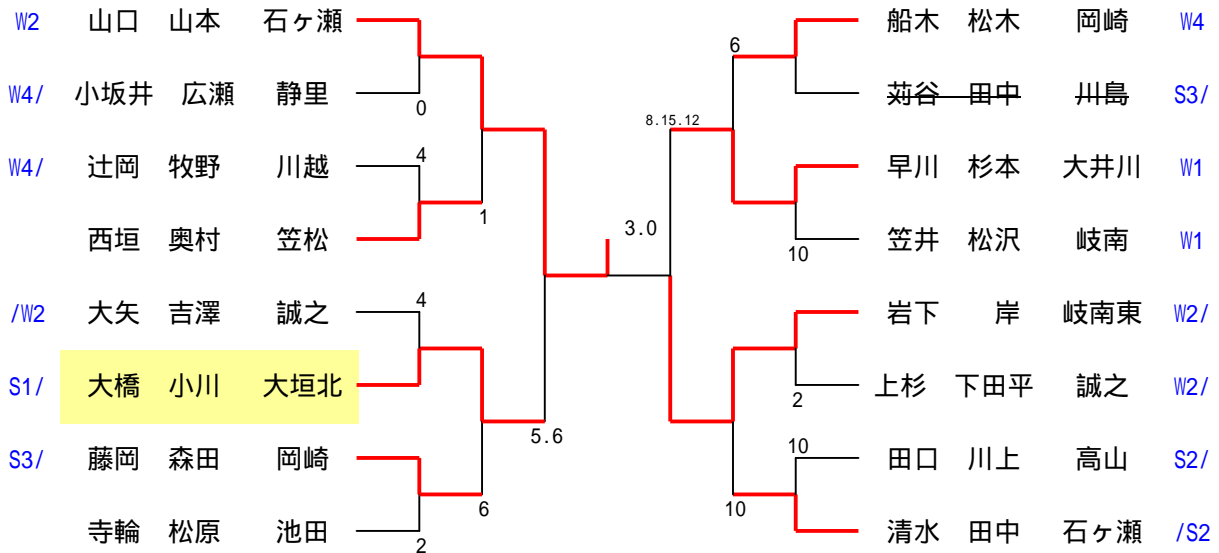 W2 山口 山本 石ヶ瀬
W4/ 小坂井 広瀬 静里
0
W4/ 辻岡 牧野 川越
4
西垣 奥村 笠松
1
/W2 大矢 吉澤 誠之
4
S1/ 大橋 小川 大垣北
5.6
S3/ 藤岡 森田 岡崎
6
寺輪 松原 池田
2
3.0
船木 松木 岡崎 W4
6
苅谷 田中 川島 S3/
8.15.12
早川 杉本 大井川 W1
笠井 松沢 岐南 W1
10
岩下 岸 岐南東 W2/
上杉 下田平 誠之 W2/
2
田口 川上 高山 S2/
10
清水 田中 石ヶ瀬 /S2
10